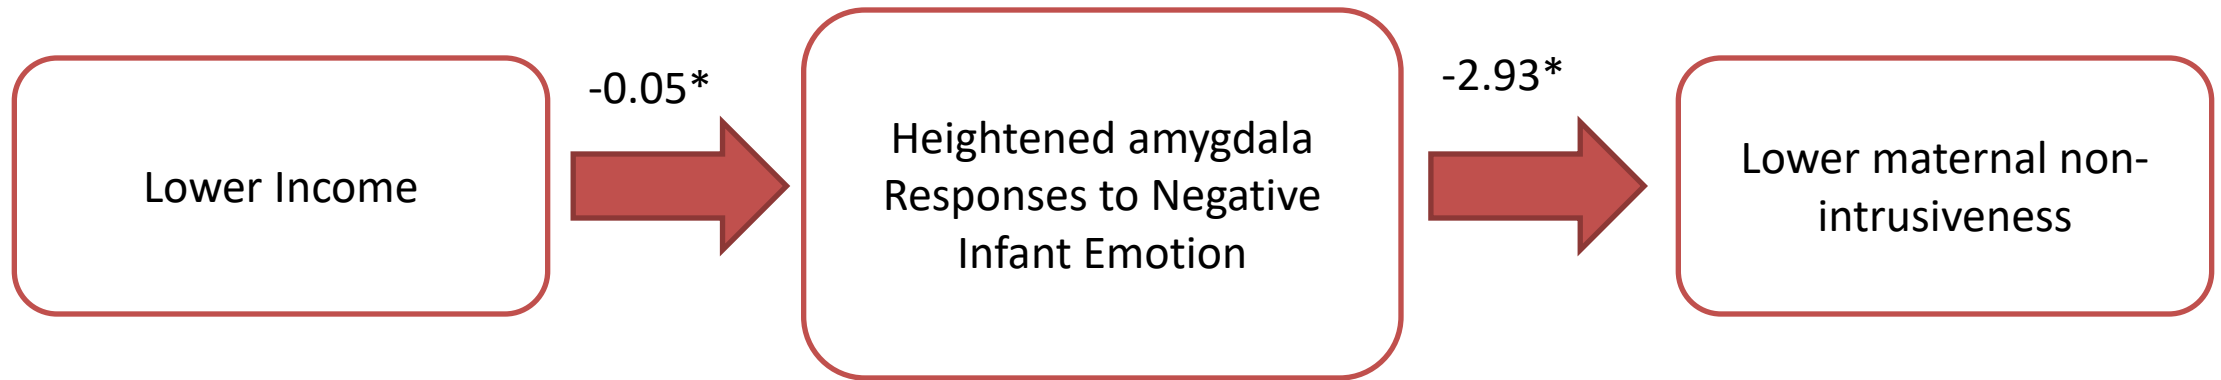 Lower Income
-0.05*
Heightened amygdala
Responses to Negative
Infant Emotion
-2.93*
Lower maternal non-
intrusiveness